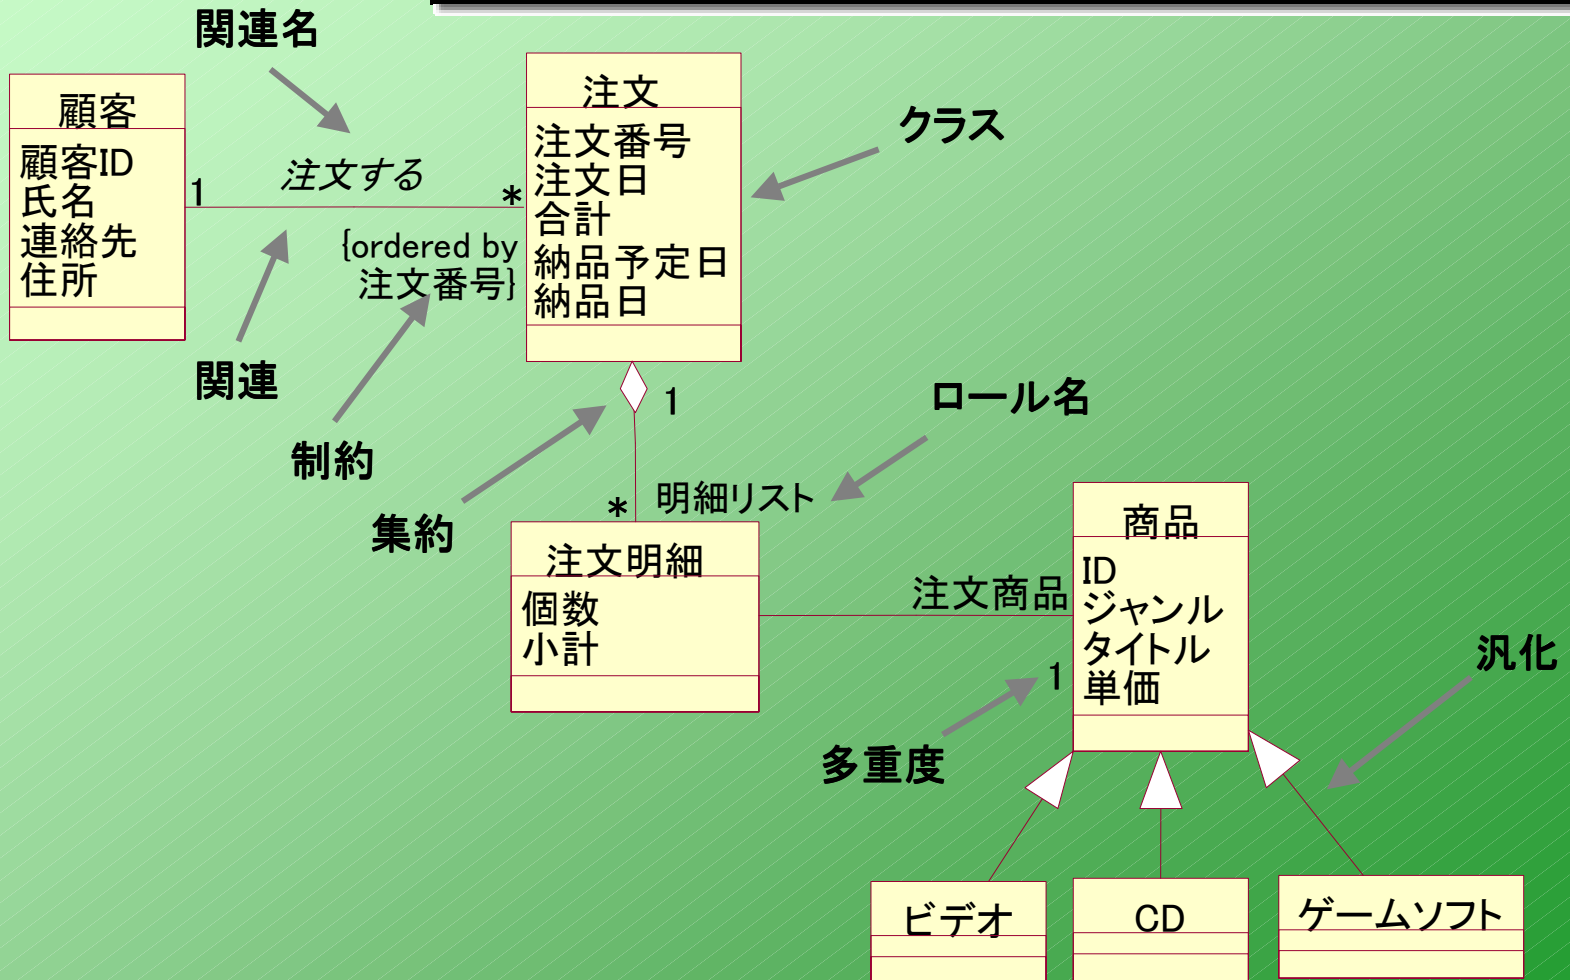 関連名
顧客
顧客ID
氏名
連絡先
住所
1
注文する
*
{ordered by
注文番号}
注文
注文番号
注文日
合計
納品予定日
納品日
クラス
関連
制約
集約
1
ロール名
*
明細リスト
注文明細
個数
小計
注文商品
1
商品
ID
ジャンル
タイトル
単価
多重度
汎化
ビデオ
CD
ゲームソフト